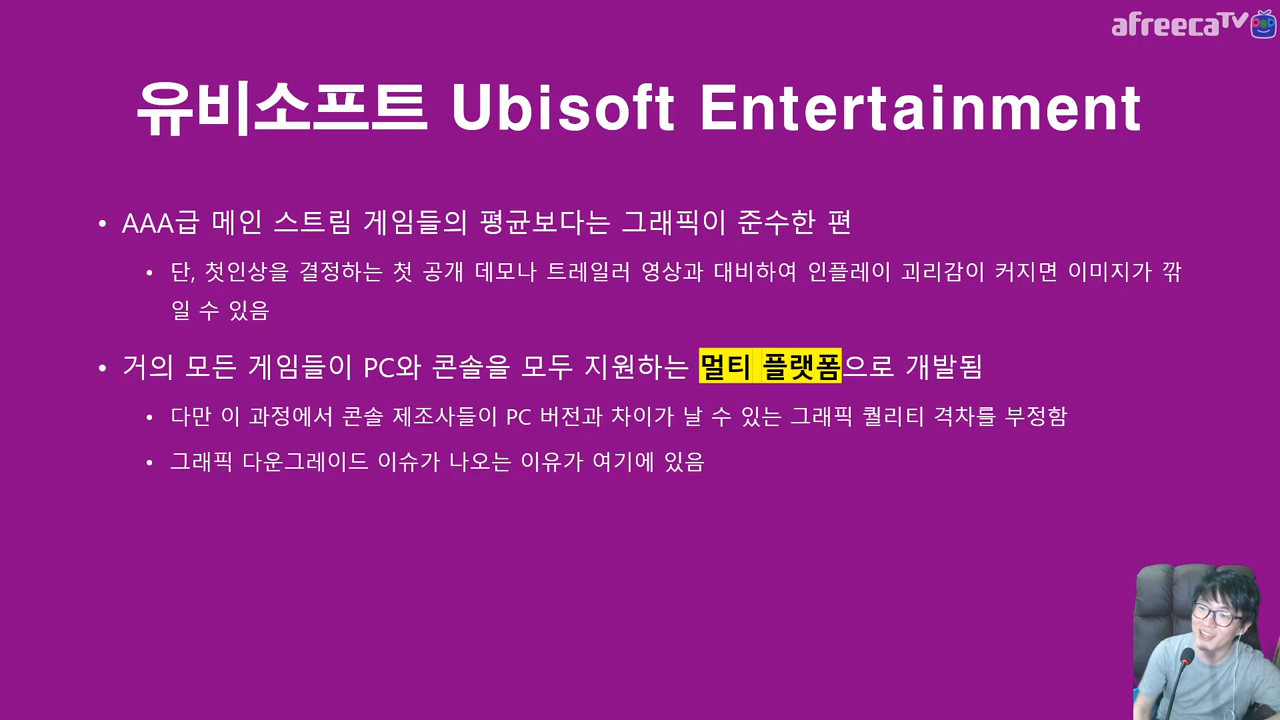 afreecaTV
유비소프트 Ubisoft Entertainment
• AAA급 메인 스트림 게임들의 평균보다는 그래픽이 준수한 편
• 단, 첫인상을 결정하는 첫 공개 데모나 트레일러 영상과 대비하여 인플레이 괴리감이 커지면 이미지가 깎
일 수 있음
• 거의 모든 게임들이 PC와 콘솔을 모두 지원하는 멀티 플랫폼으로 개발됨
• 다만 이 과정에서 콘솔 제조사들이 PC 버전과 차이가 날 수 있는 그래픽 퀄리티 격차를 부정함
• 그래픽 다운그레이드 이슈가 나오는 이유가 여기에 있음